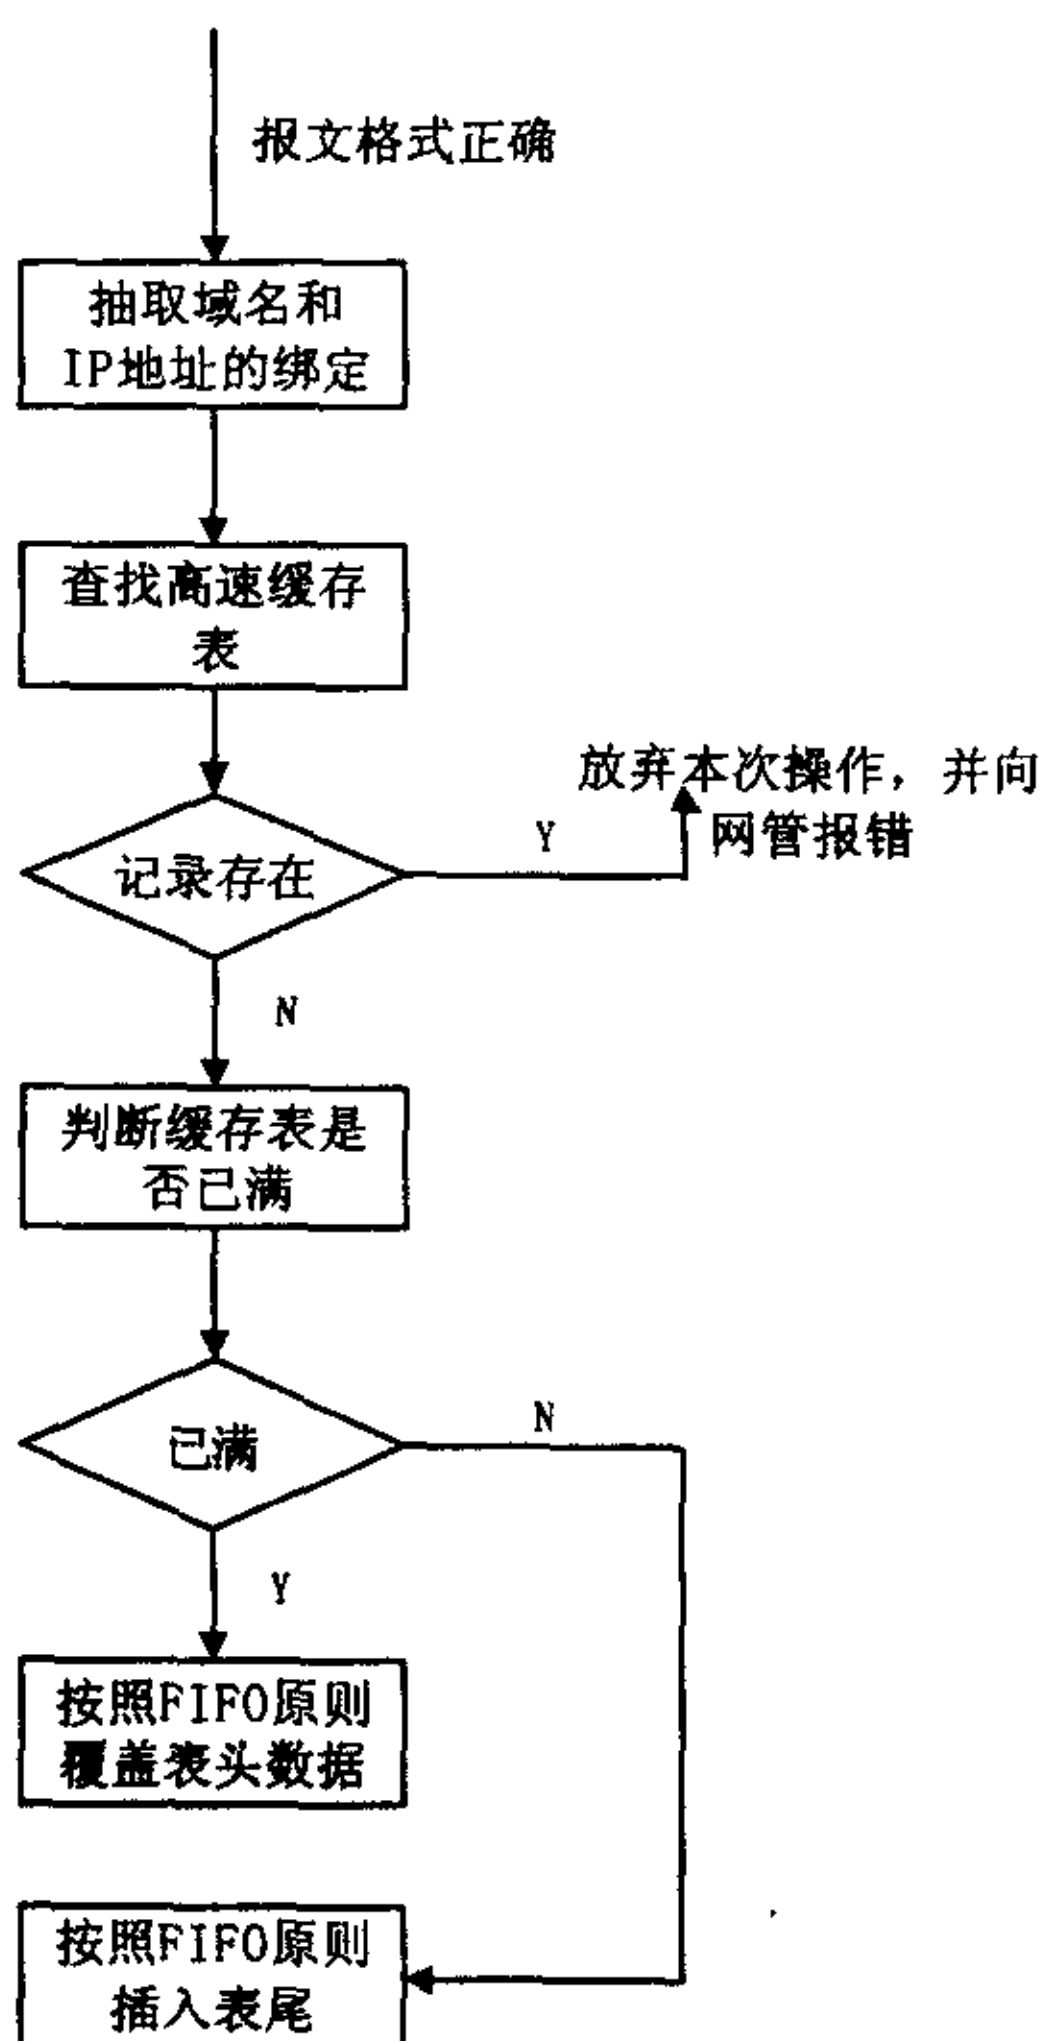 报文格式正确
抽取域名和
IP地址的绑定
查找高速缓存
表
放弃本次操作，并向
网管报错
Y
记录存在
N
判断缓存表是
否已满
N
已满
Y
按照FIFO原则
覆盖表头数据
按照FIFO原则
插入表尾